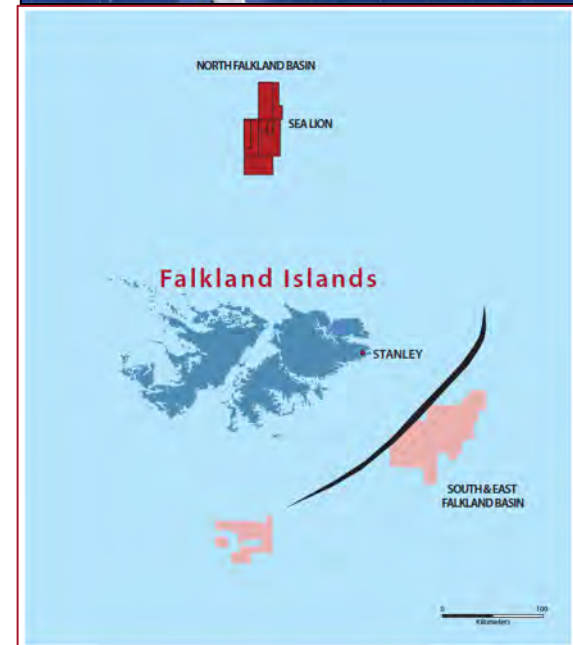 NORTH FALKLAND BASIN
SEA LION
Falkland Islands
STANLEY
SOUTH & EAST
FALKLAND BASIN
0 100
Kilometers